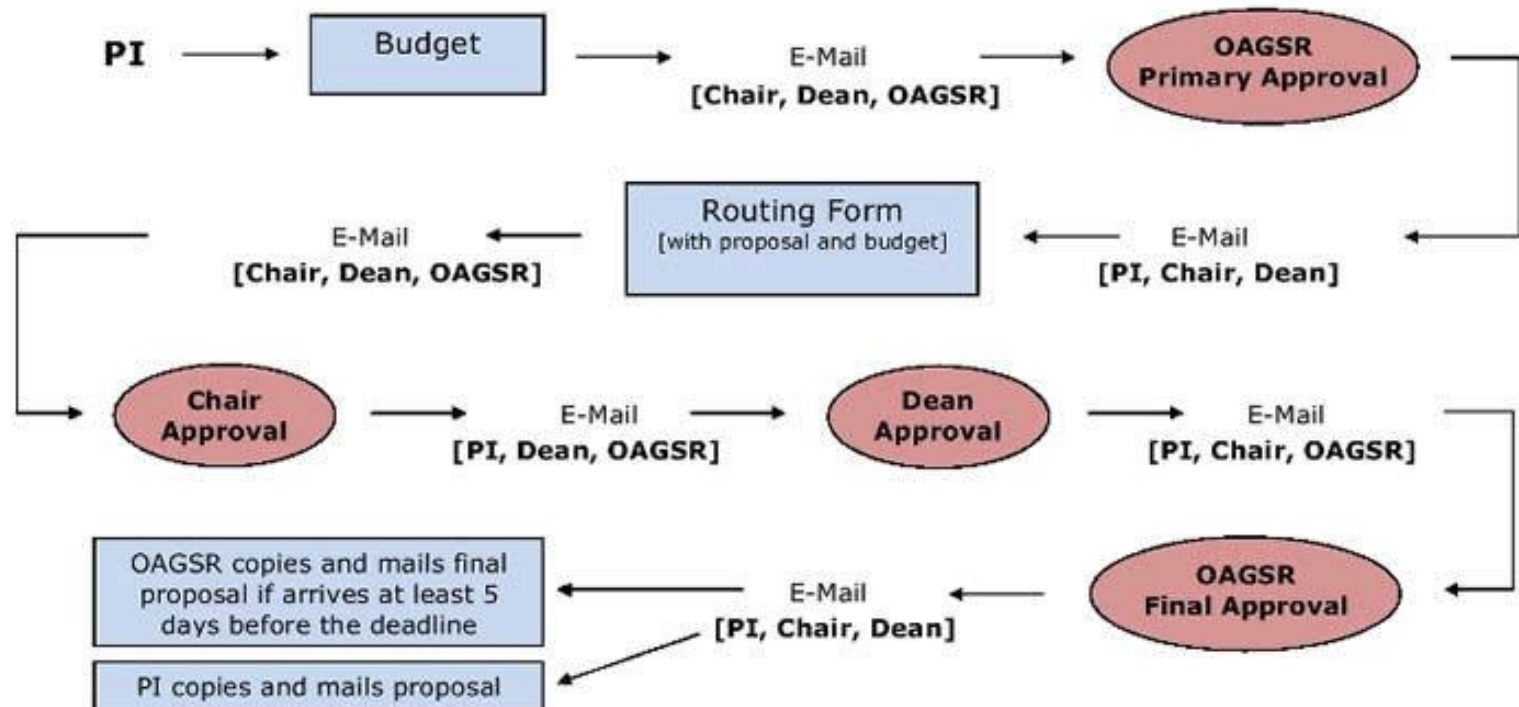 PI
Budget
E-Mail
[Chair, Dean, OAGSR]
OAGSR
Primary Approval
E-Mail
[Chair, Dean, OAGSR]
Routing Form
[with proposal and budget]
E-Mail
[PI, Chair, Dean]
Chair
Approval
E-Mail
[PI, Dean, OAGSR]
Dean
Approval
E-Mail
[PI, Chair, OAGSR]
OAGSR copies and mails final
proposal if arrives at least 5
days before the deadline
E-Mail
[PI, Chair, Dean]
OAGSR
Final Approval
PI copies and mails proposal